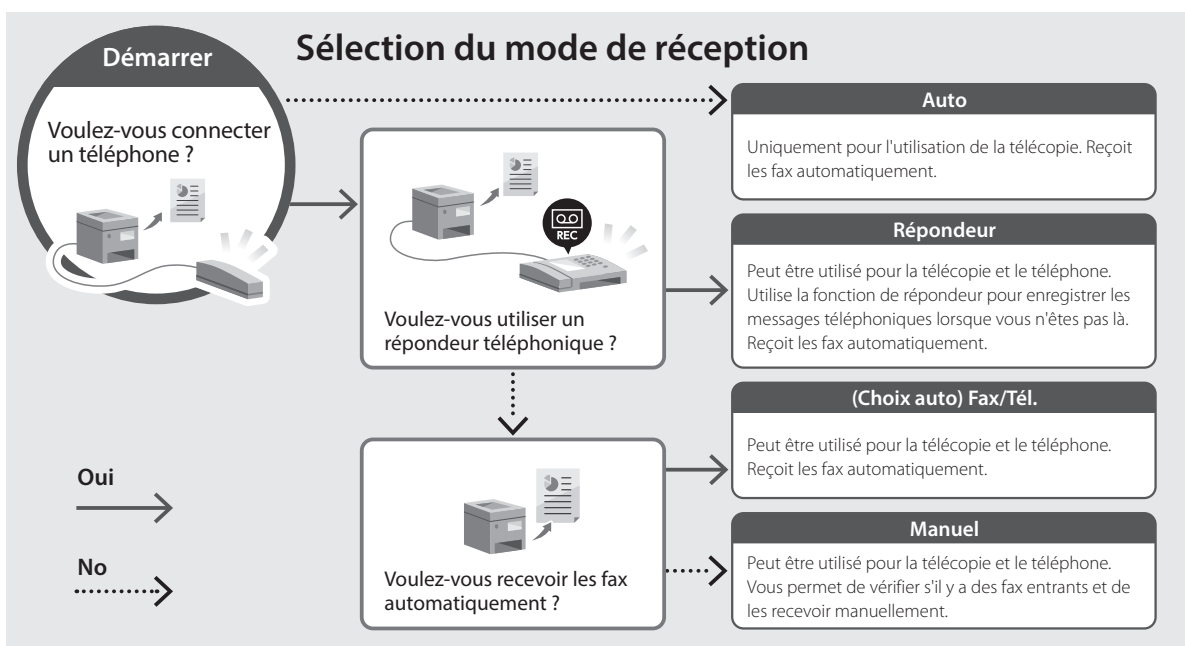 Sélection du mode de réception
Démarrer
Voulez-vous connecter
un téléphone ?
REC
Voulez-vous utiliser un
répondeur téléphonique ?
Voulez-vous recevoir les fax
automatiquement ?
Auto
Uniquement pour l'utilisation de la télécopie. Reçoit
les fax automatiquement.
Répondeur
Peut être utilisé pour la télécopie et le téléphone.
Utilise la fonction de répondeur pour enregistrer les
messages téléphoniques lorsque vous n'êtes pas là.
Reçoit les fax automatiquement.
(Choix auto) Fax/Tél.
Peut être utilisé pour la télécopie et le téléphone.
Reçoit les fax automatiquement.
Manuel
Peut être utilisé pour la télécopie et le téléphone.
Vous permet de vérifier s'il y a des fax entrants et de
les recevoir manuellement.
Oui
No